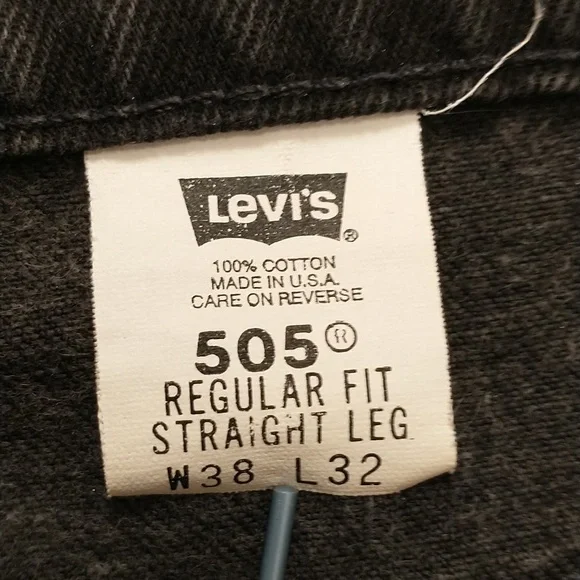 Levi's ®
100% COTTON
MADE IN U.S.A.
CARE ON REVERSE
505®
REGULAR FIT
STRAIGHT LEG
W38 L32